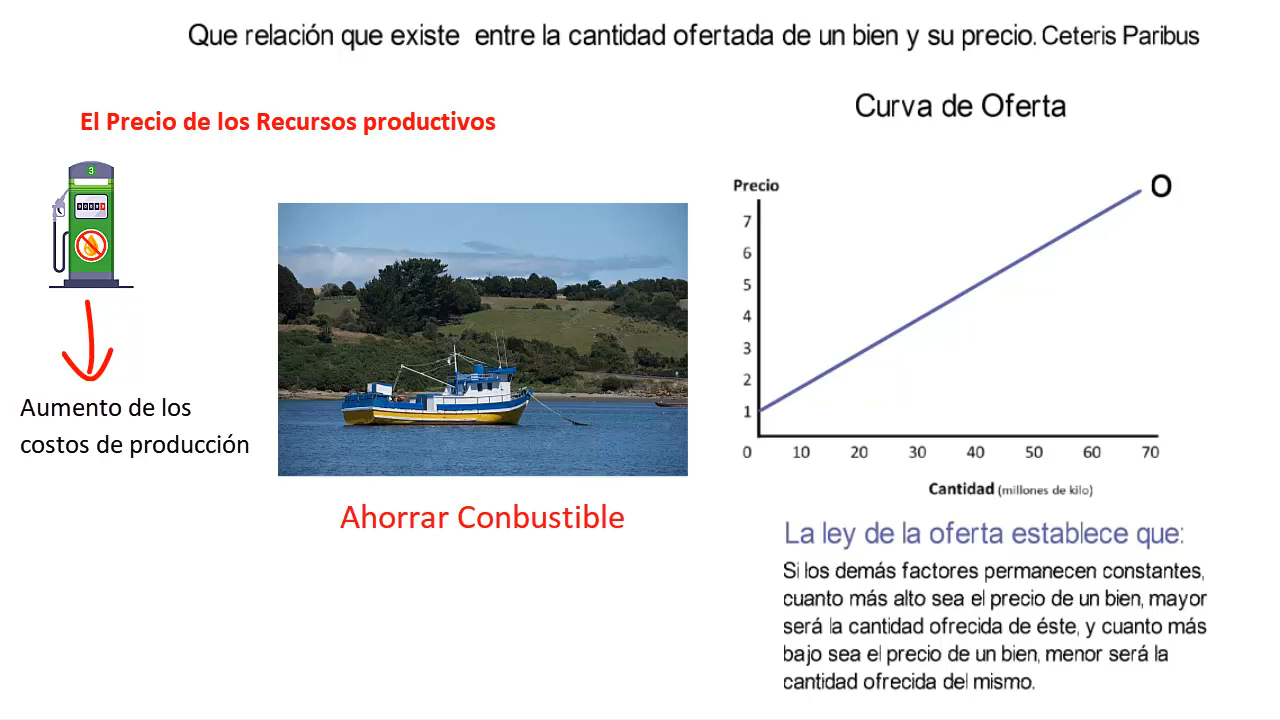 Que relación que existe entre la cantidad ofertada de un bien y su precio. Ceteris Paribus
El Precio de los Recursos productivos
3
Aumento de los
costos de producción
Ahorrar Conbustible
Curva de Oferta
Precio
O
7
6
5
4
3
2
1
0 10 20 30 40 50 60 70
Cantidad (millones de kilo)
La ley de la oferta establece que:
Si los demás factores permanecen constantes,
cuanto más alto sea el precio de un bien, mayor
será la cantidad ofrecida de éste, y cuanto más
bajo sea el precio de un bien, menor será la
cantidad ofrecida del mismo.